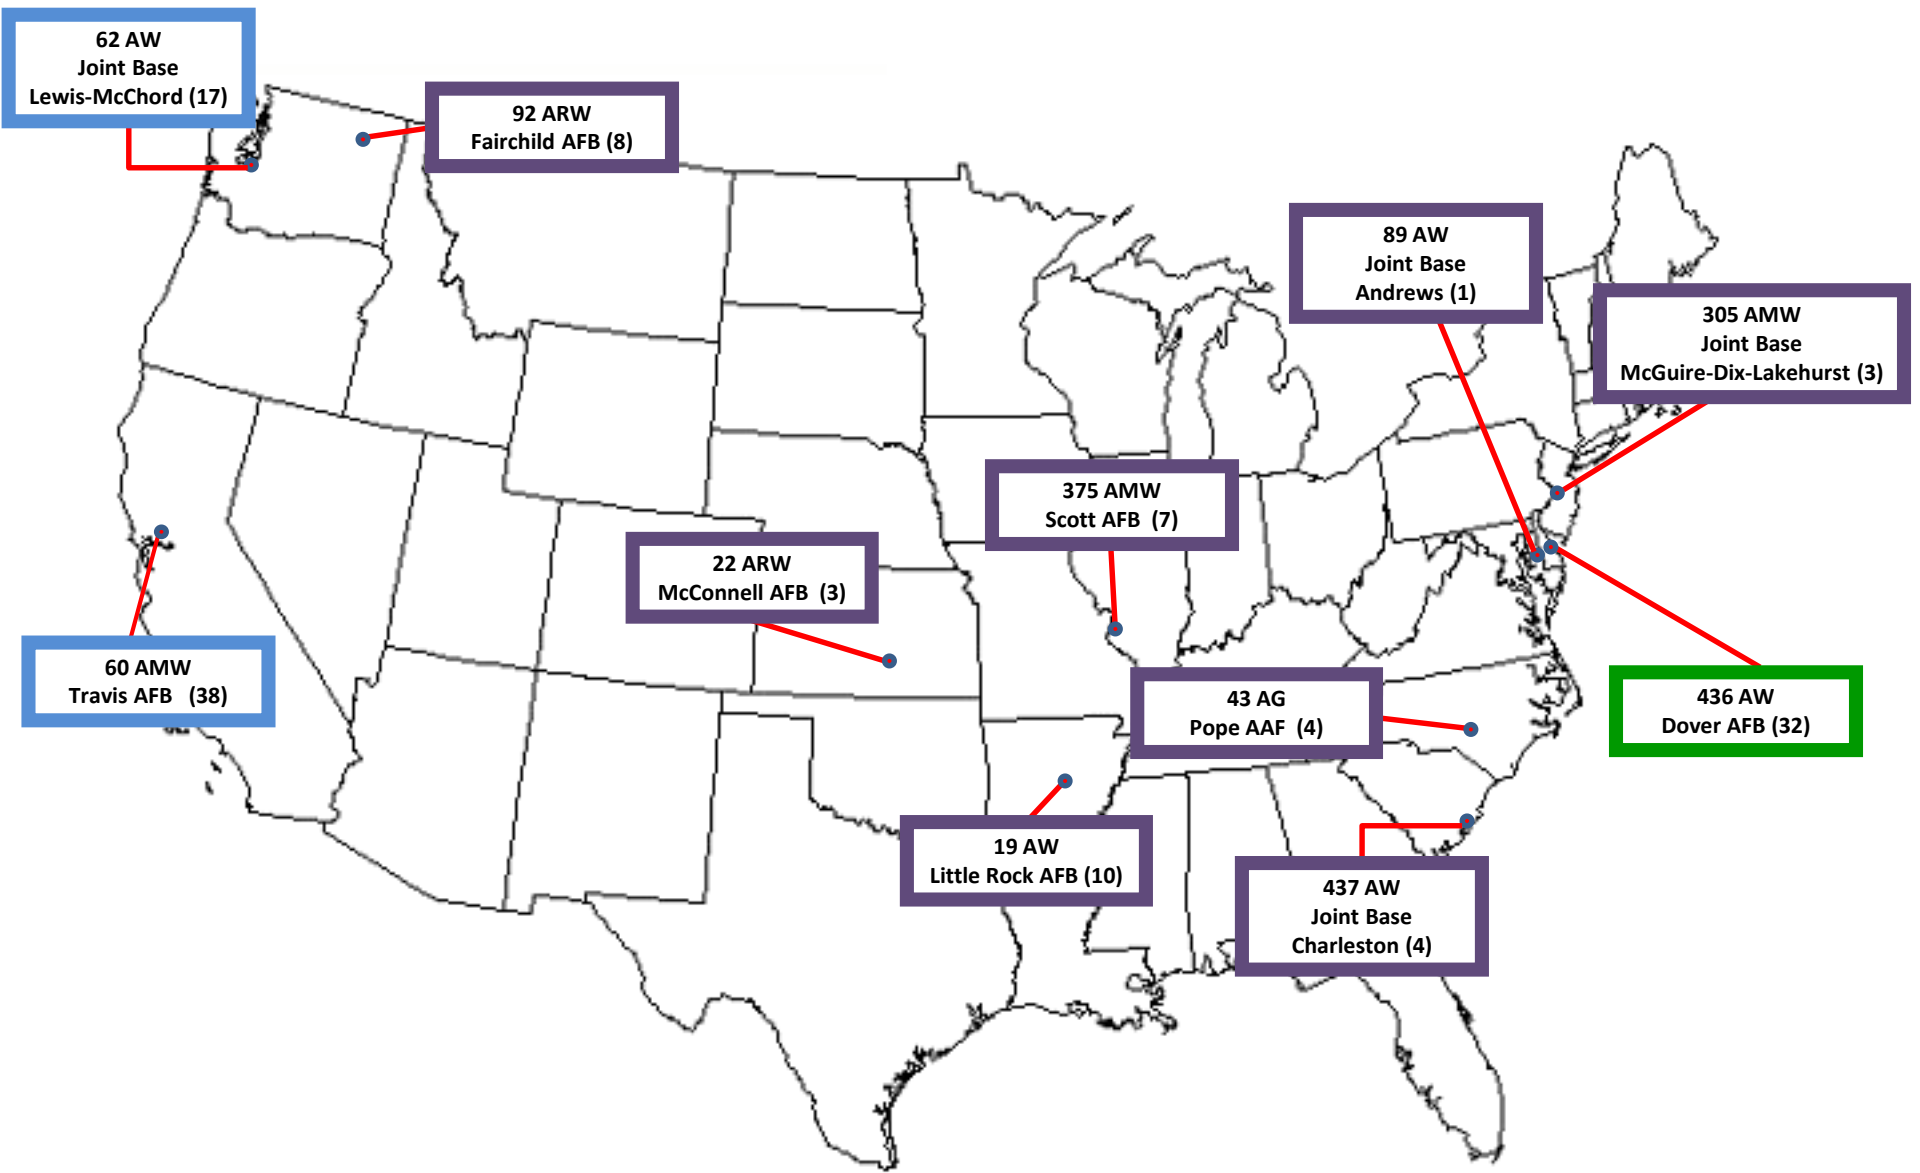 62 AW
Joint Base
Lewis-McChord (17)
92 ARW
Fairchild AFB (8)
89 AW
Joint Base
Andrews (1)
305 AMW
Joint Base
McGuire-Dix-Lakehurst (3)
375 AMW
Scott AFB (7)
22 ARW
McConnell AFB (3)
60 AMW
Travis AFB (38)
43 AG
Pope AAF (4)
436 AW
Dover AFB (32)
19 AW
Little Rock AFB (10)
437 AW
Joint Base
Charleston (4)